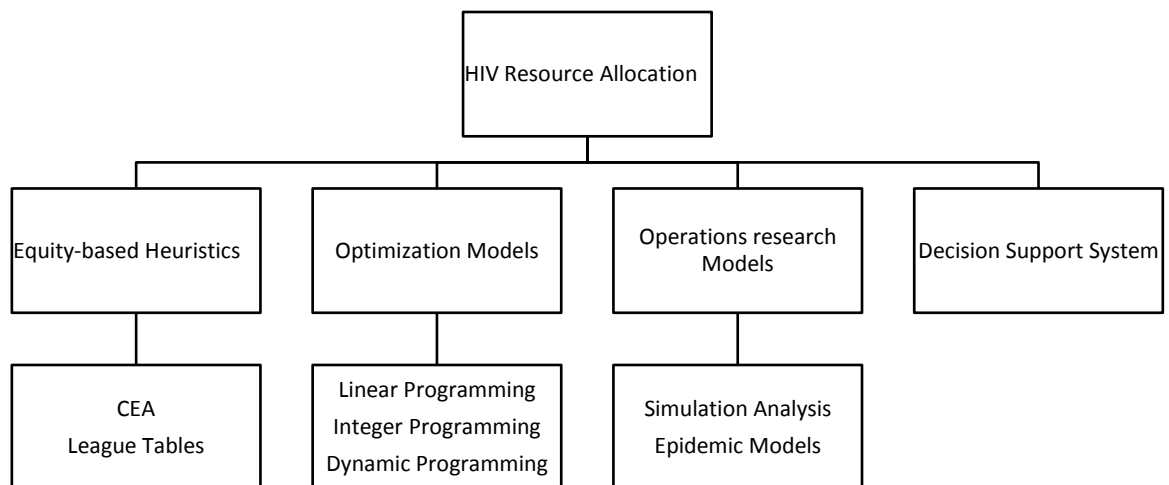 HIV Resource Allocation
Equity-based Heuristics
Optimization Models
Operations research
Models
Decision Support System
CEA
League Tables
Linear Programming
Integer Programming
Dynamic Programming
Simulation Analysis
Epidemic Models